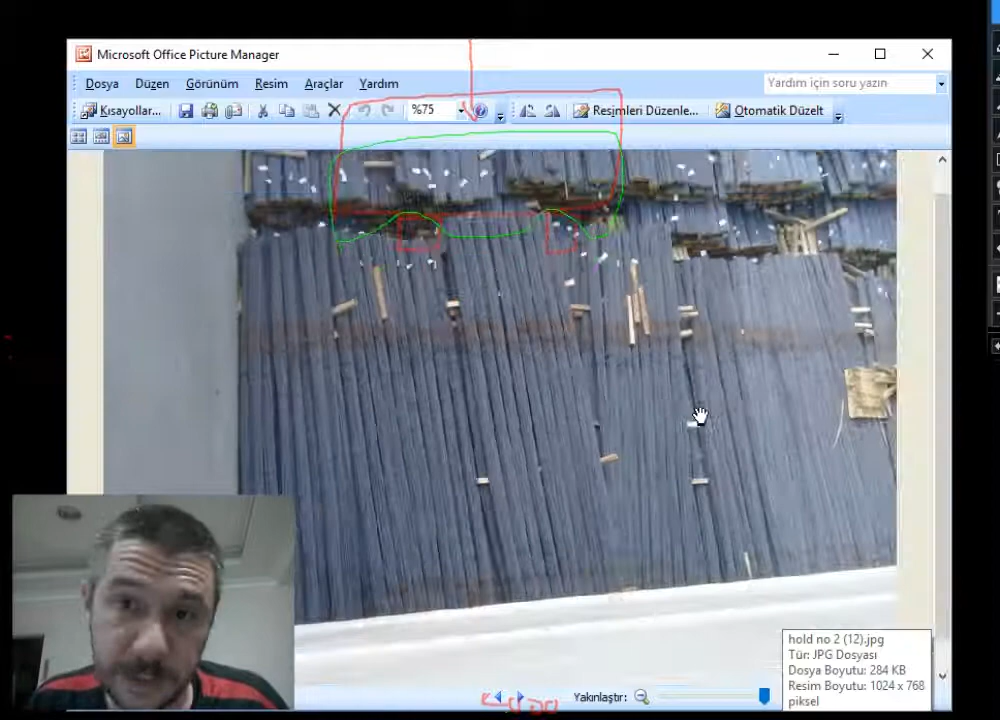 Microsoft Office Picture Manager
Dosya Düzen Görünüm Resim Araçlar Yardım
Yardım için soru yazın
Kısayollar...
%75
Resimleri Düzenle...
Otomatik Düzelt
hold no 2 (12).jpg
Tür: JPG Dosyası
Dosya Boyutu: 284 KB
Resim Boyutu: 1024 x 768
piksel
Yakınlaştır: